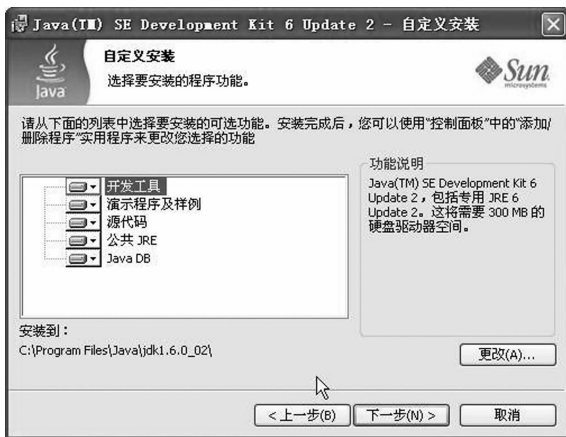 Java(TM) SE Development Kit 6 Update 2 - 自定义安装
自定义安装
选择要安装的程序功能。
Java
Sun
microsystems
请从下面的列表中选择要安装的可选功能。安装完成后，您可以使用“控制面板”中的“添加/
删除程序”实用程序来更改您选择的功能
开发工具
演示程序及样例
源代码
公共 JRE
Java DB
功能说明
Java(TM) SE Development Kit 6
Update 2，包括专用 JRE 6
Update 2。这将需要 300 MB 的
硬盘驱动器空间。
安装到：
C:\Program Files\Java\jdk1.6.0_02\
更改(A)...
< 上一步(B)
下一步(N) >
取消